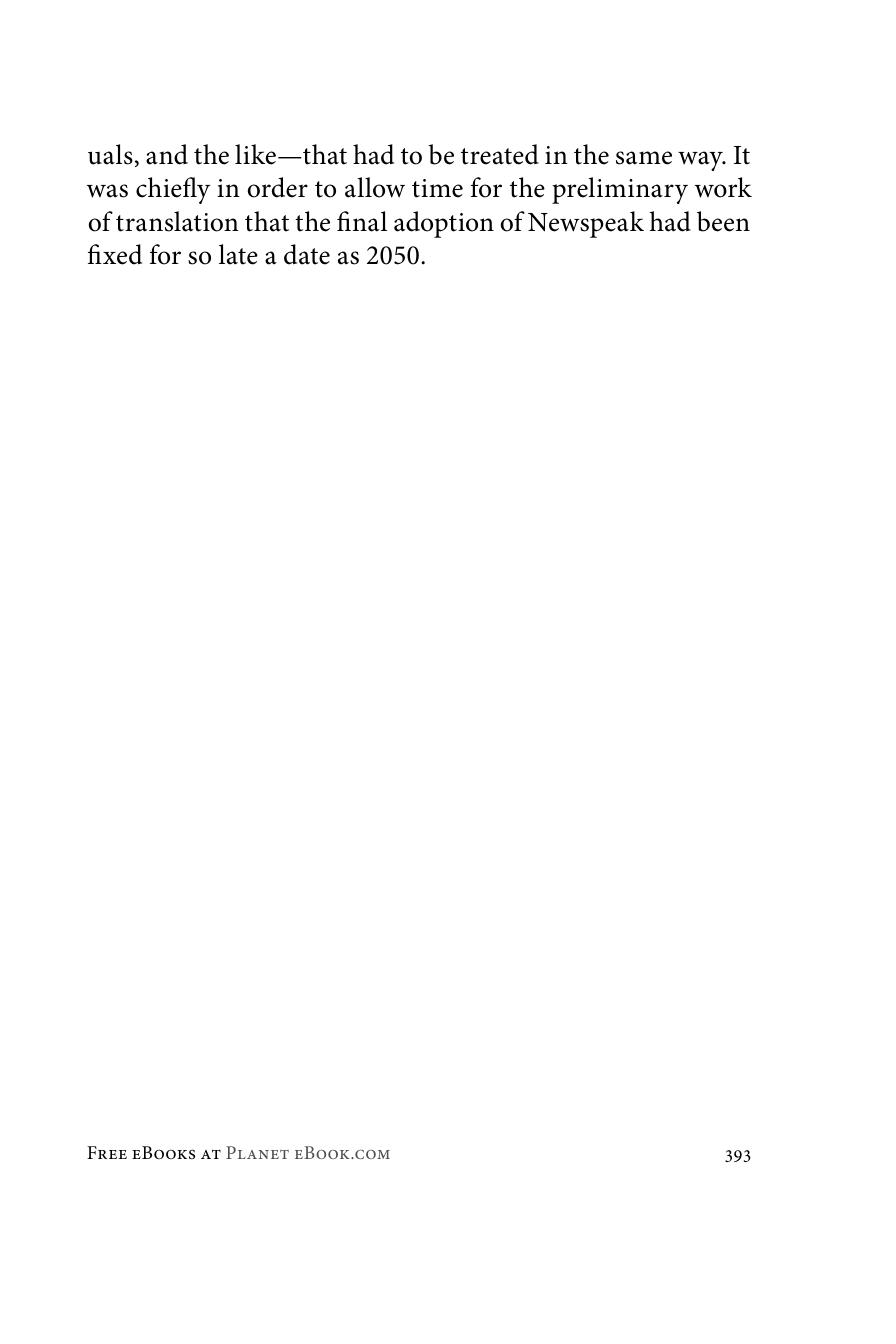 uals, and the like—that had to be treated in the same way. It
was chiefly in order to allow time for the preliminary work
of translation that the final adoption of Newspeak had been
fixed for so late a date as 2050.
Free eBooks at Planet eBook.com
393